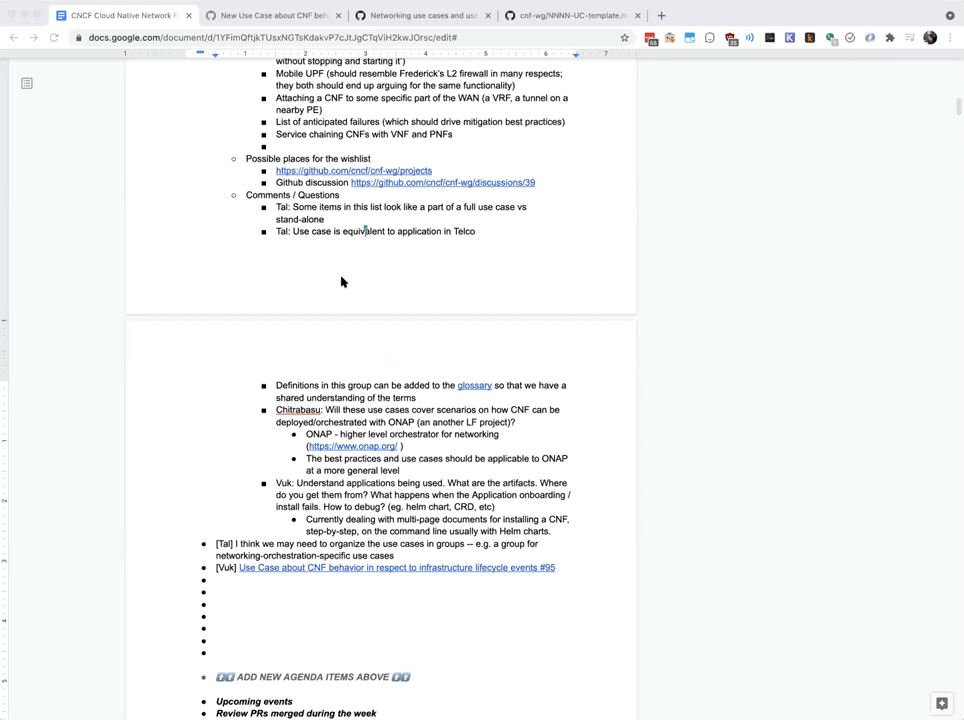 CNCF Cloud Native Network F
New Use Case about CNF beh
Networking use cases and use
cnf-wg/NNNN-UC-template.m
docs.google.com/document/d/1YFimQftjkTUsxNGTsKdakvP7cJtJgCTqViH2kwJOrsc/edit#
without stopping and starting it')
Mobile UPF (should resemble Frederick's L2 firewall in many respects;
they both should end up arguing for the same functionality)
Attaching a CNF to some specific part of the WAN (a VRF, a tunnel on a
nearby PE)
List of anticipated failures (which should drive mitigation best practices)
Service chaining CNFs with VNF and PNFs
Possible places for the wishlist
https://github.com/cncf/cnf-wg/projects
Github discussion https://github.com/cncf/cnf-wg/discussions/39
Comments / Questions
Tal: Some items in this list look like a part of a full use case vs
stand-alone
Tal: Use case is equivalent to application in Telco
Definitions in this group can be added to the glossary so that we have a
shared understanding of the terms
Chitrabasu: Will these use cases cover scenarios on how CNF can be
deployed/orchestrated with ONAP (an another LF project)?
ONAP - higher level orchestrator for networking
(https://www.onap.org/ )
The best practices and use cases should be applicable to ONAP
at a more general level
Vuk: Understand applications being used. What are the artifacts. Where
do you get them from? What happens when the Application onboarding /
install fails. How to debug? (eg. helm chart, CRD, etc)
Currently dealing with multi-page documents for installing a CNF,
step-by-step, on the command line usually with Helm charts.
[Tal] I think we may need to organize the use cases in groups -- e.g. a group for
networking-orchestration-specific use cases
[Vuk] Use Case about CNF behavior in respect to infrastructure lifecycle events #95
ADD NEW AGENDA ITEMS ABOVE
Upcoming events
Review PRs merged during the week